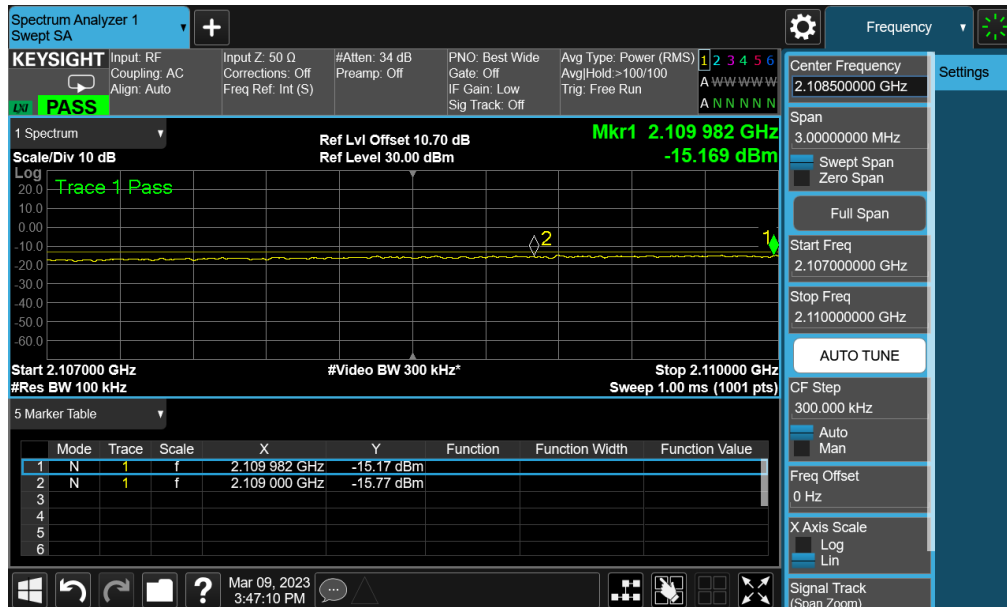 Spectrum Analyzer 1
Swept SA
+
Frequency
KEYSIGHT
Input: RF
Coupling: AC
Align: Auto
Input Z: 50 Ω
Corrections: Off
Freq Ref: Int (S)
#Atten: 34 dB
Preamp: Off
PNO: Best Wide
Gate: Off
IF Gain: Low
Sig Track: Off
Avg Type: Power (RMS)
Avg|Hold:>100/100
Trig: Free Run
1 2 3 4 5 6
A W W W W W
A N N N N N
LXI PASS
1 Spectrum
Scale/Div 10 dB
Ref Lvl Offset 10.70 dB
Ref Level 30.00 dBm
Mkr1 2.109 982 GHz
-15.169 dBm
Log
Trace 1 Pass
20.0
10.0
0.00
-10.0
-20.0
-30.0
-40.0
-50.0
-60.0
2
1
Start 2.107000 GHz
#Res BW 100 kHz
#Video BW 300 kHz*
Stop 2.110000 GHz
Sweep 1.00 ms (1001 pts)
5 Marker Table
Mode Trace Scale X Y Function Function Width Function Value
1 N 1 f 2.109 982 GHz -15.17 dBm
2 N 1 f 2.109 000 GHz -15.77 dBm
3
4
5
6
?
Mar 09, 2023
3:47:10 PM
Center Frequency
2.108500000 GHz
Settings
Span
3.00000000 MHz
Swept Span
Zero Span
Full Span
Start Freq
2.107000000 GHz
Stop Freq
2.110000000 GHz
AUTO TUNE
CF Step
300.000 kHz
Auto
Man
Freq Offset
0 Hz
X Axis Scale
Log
Lin
Signal Track
(Span Zoom)